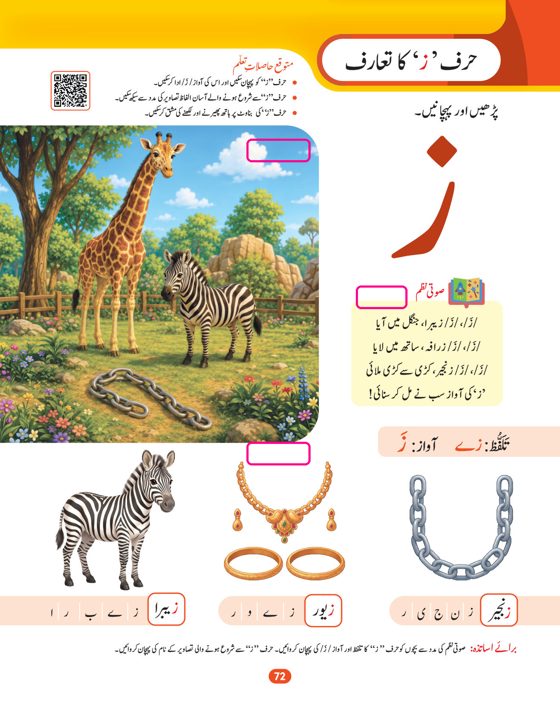 حرف ’ز‘ کا تعارف
متوقع حاصلاتِ تعلّم
حرف ”ز“ کو پہچان سکیں اور اس کی آواز /زَ/ ادا کر سکیں۔
حرف ”ز“ سے شروع ہونے والے آسان الفاظ تصاویر کی مدد سے سیکھ سکیں۔
حرف ”ز“ کی بناوٹ پر ہاتھ پھیرنے اور لکھنے کی مشق کر سکیں۔
پڑھیں اور پہچانیں۔
ز
صوتی نظم
/زَ/، /زَ/ زیبرا، جنگل میں آیا
/زَ/، /زَ/ زرافہ، ساتھ میں لایا
/زَ/، /زَ/ زنجیر، کڑی سے کڑی ملائی
’ز‘ کی آواز سب نے مل کر سنائی!
تَلَفُّظ: زے آواز: زَ
زنجیر ز ن ج ی ر
زیور ز ے و ر
زیبرا ز ے ب ر ا
برائے اساتذہ: صوتی نظم کی مدد سے بچوں کو حرف ”ز“ کا تلفظ اور آواز /زَ/ کی پہچان کروائیں۔ حرف ”ز“ سے شروع ہونے والی تصاویر کے نام کی پہچان کروائیں۔
72